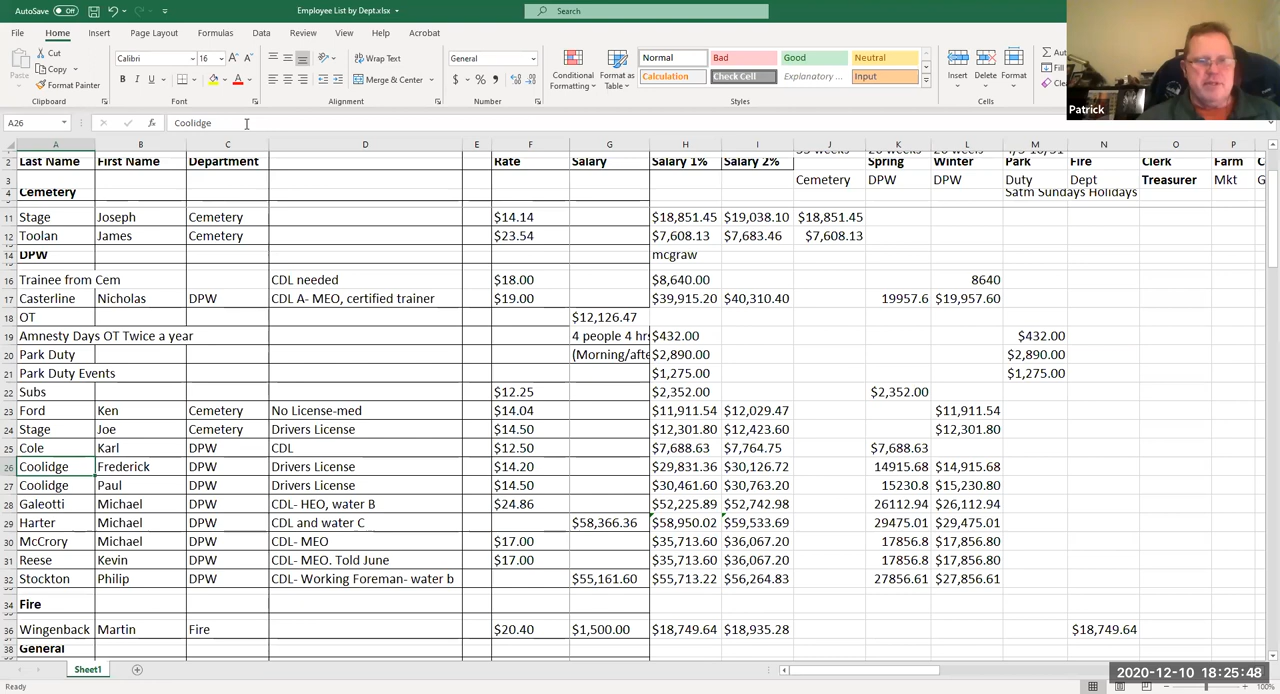 AutoSave Off Employee List by Dept.xlsx Search
File Home Insert Page Layout Formulas Data Review View Help Acrobat
Cut Calibri 16 General Normal Bad Good Neutral
Paste Copy Conditional Format as Calculation Check Cell Explanatory ... Input Insert Delete Format
Format Painter B I U Merge & Center Formatting Table
Clipboard Font Alignment Number Styles Cells
Patrick
A26 fx Coolidge
A B C D E F G H I J K L M N O P
2 Last Name First Name Department Rate Salary Salary 1% Salary 2% Spring Winter Park Fire Clerk Farm
3 Cemetery DPW DPW Duty Dept Treasurer Mkt
4 Cemetery Satrn Sundays Holidays
11 Stage Joseph Cemetery $14.14 $18,851.45 $19,038.10 $18,851.45
12 Toolan James Cemetery $23.54 $7,608.13 $7,683.46 $7,608.13
14 DPW mcgraw
16 Trainee from Cem CDL needed $18.00 $8,640.00 8640
17 Casterline Nicholas DPW CDL A- MEO, certified trainer $19.00 $39,915.20 $40,310.40 19957.6 $19,957.60
18 OT $12,126.47
19 Amnesty Days OT Twice a year 4 people 4 hrs $432.00 $432.00
20 Park Duty (Morning/afte $2,890.00 $2,890.00
21 Park Duty Events $1,275.00 $1,275.00
22 Subs $12.25 $2,352.00 $2,352.00
23 Ford Ken Cemetery No License-med $14.04 $11,911.54 $12,029.47 $11,911.54
24 Stage Joe Cemetery Drivers License $14.50 $12,301.80 $12,423.60 $12,301.80
25 Cole Karl DPW CDL $12.50 $7,688.63 $7,764.75 $7,688.63
26 Coolidge Frederick DPW Drivers License $14.20 $29,831.36 $30,126.72 14915.68 $14,915.68
27 Coolidge Paul DPW Drivers License $14.50 $30,461.60 $30,763.20 15230.8 $15,230.80
28 Galeotti Michael DPW CDL- HEO, water B $24.86 $52,225.89 $52,742.98 26112.94 $26,112.94
29 Harter Michael DPW CDL and water C $58,366.36 $58,950.02 $59,533.69 29475.01 $29,475.01
30 McCrory Michael DPW CDL- MEO $17.00 $35,713.60 $36,067.20 17856.8 $17,856.80
31 Reese Kevin DPW CDL- MEO. Told June $17.00 $35,713.60 $36,067.20 17856.8 $17,856.80
32 Stockton Philip DPW CDL- Working Foreman- water b $55,161.60 $55,713.22 $56,264.83 27856.61 $27,856.61
34 Fire
36 Wingenback Martin Fire $20.40 $1,500.00 $18,749.64 $18,935.28 $18,749.64
38 General
Sheet1
2020-12-10 18:25:48
Ready 100%